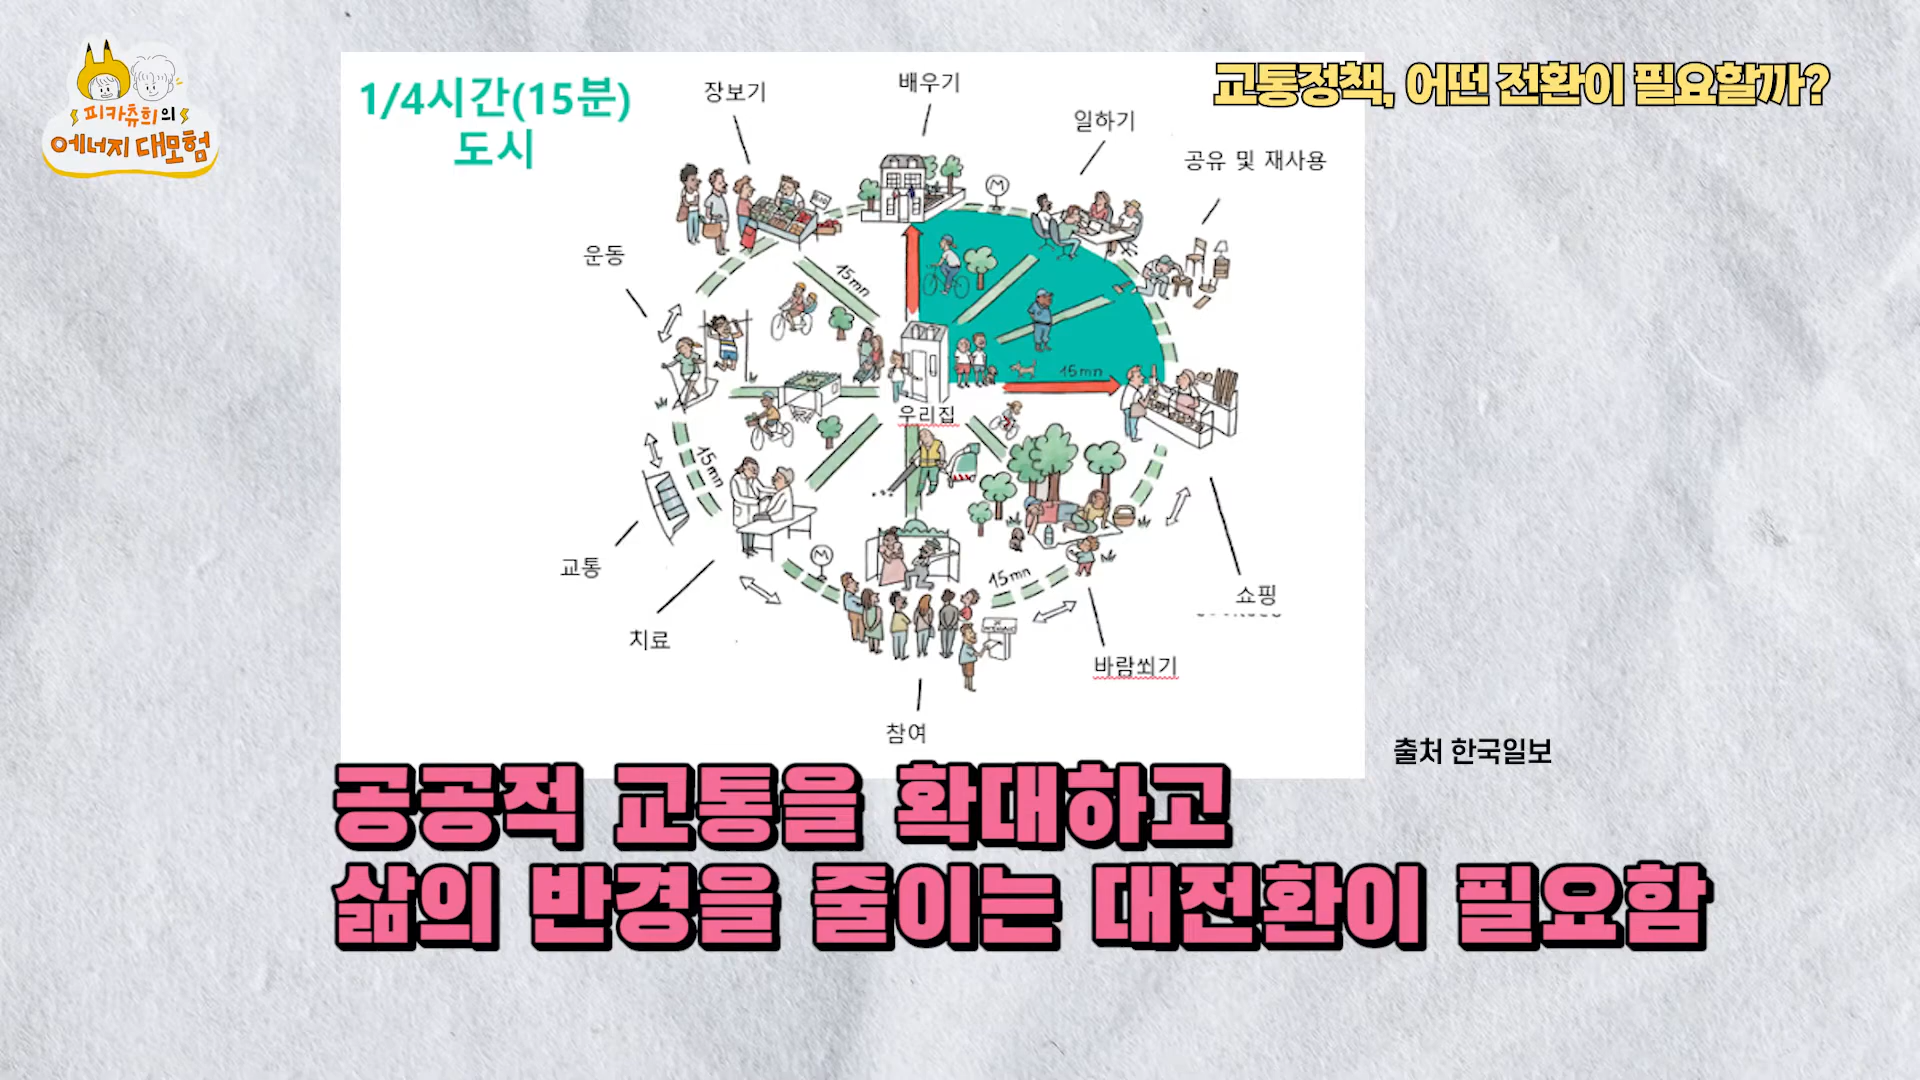 피카츄희의
에너지 대모험
교통정책, 어떤 전환이 필요할까?
1/4시간(15분)
도시
장보기
배우기
일하기
공유 및 재사용
운동
M
BIO
15mn
15mn
우리집
15mn
교통
치료
M
15mn
쇼핑
바람쐬기
참여
출처 한국일보
공공적 교통을 확대하고
삶의 반경을 줄이는 대전환이 필요함